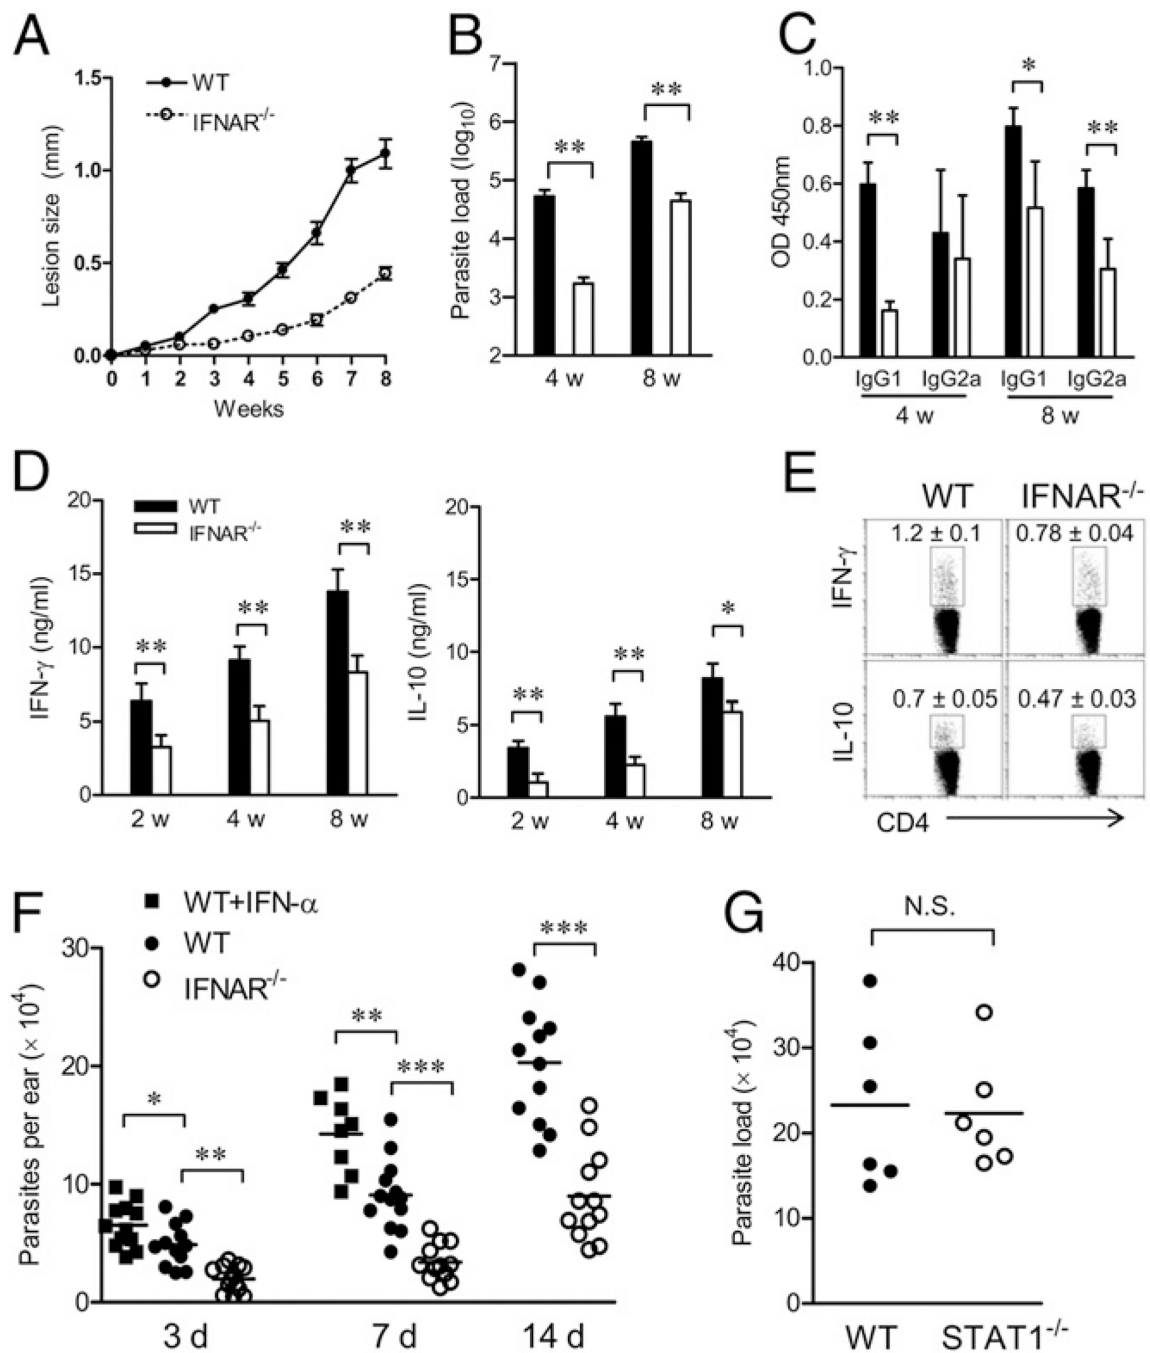 A
1.5
WT
IFNAR-/-
1.0
0.5
0.0
Lesion size (mm)
0 1 2 3 4 5 6 7 8
Weeks
B
7
6
5
4
3
2
Parasite load (log10)
** **
4 w 8 w
C
1.0
0.8
0.6
0.4
0.2
0.0
OD 450nm
** * **
IgG1 IgG2a IgG1 IgG2a
4 w 8 w
D
20
15
10
5
0
IFN-γ (ng/ml)
WT
IFNAR-/-
** ** **
2 w 4 w 8 w
20
15
10
5
0
IL-10 (ng/ml)
** ** *
2 w 4 w 8 w
E
WT IFNAR-/-
1.2 ± 0.1 0.78 ± 0.04
IFN-γ
0.7 ± 0.05 0.47 ± 0.03
IL-10
CD4
F
WT+IFN-α
WT
IFNAR-/-
30
20
10
0
Parasites per ear (× 10⁴)
* ** ** *** ***
3 d 7 d 14 d
G
N.S.
40
30
20
10
0
Parasite load (× 10⁴)
WT STAT1-/-